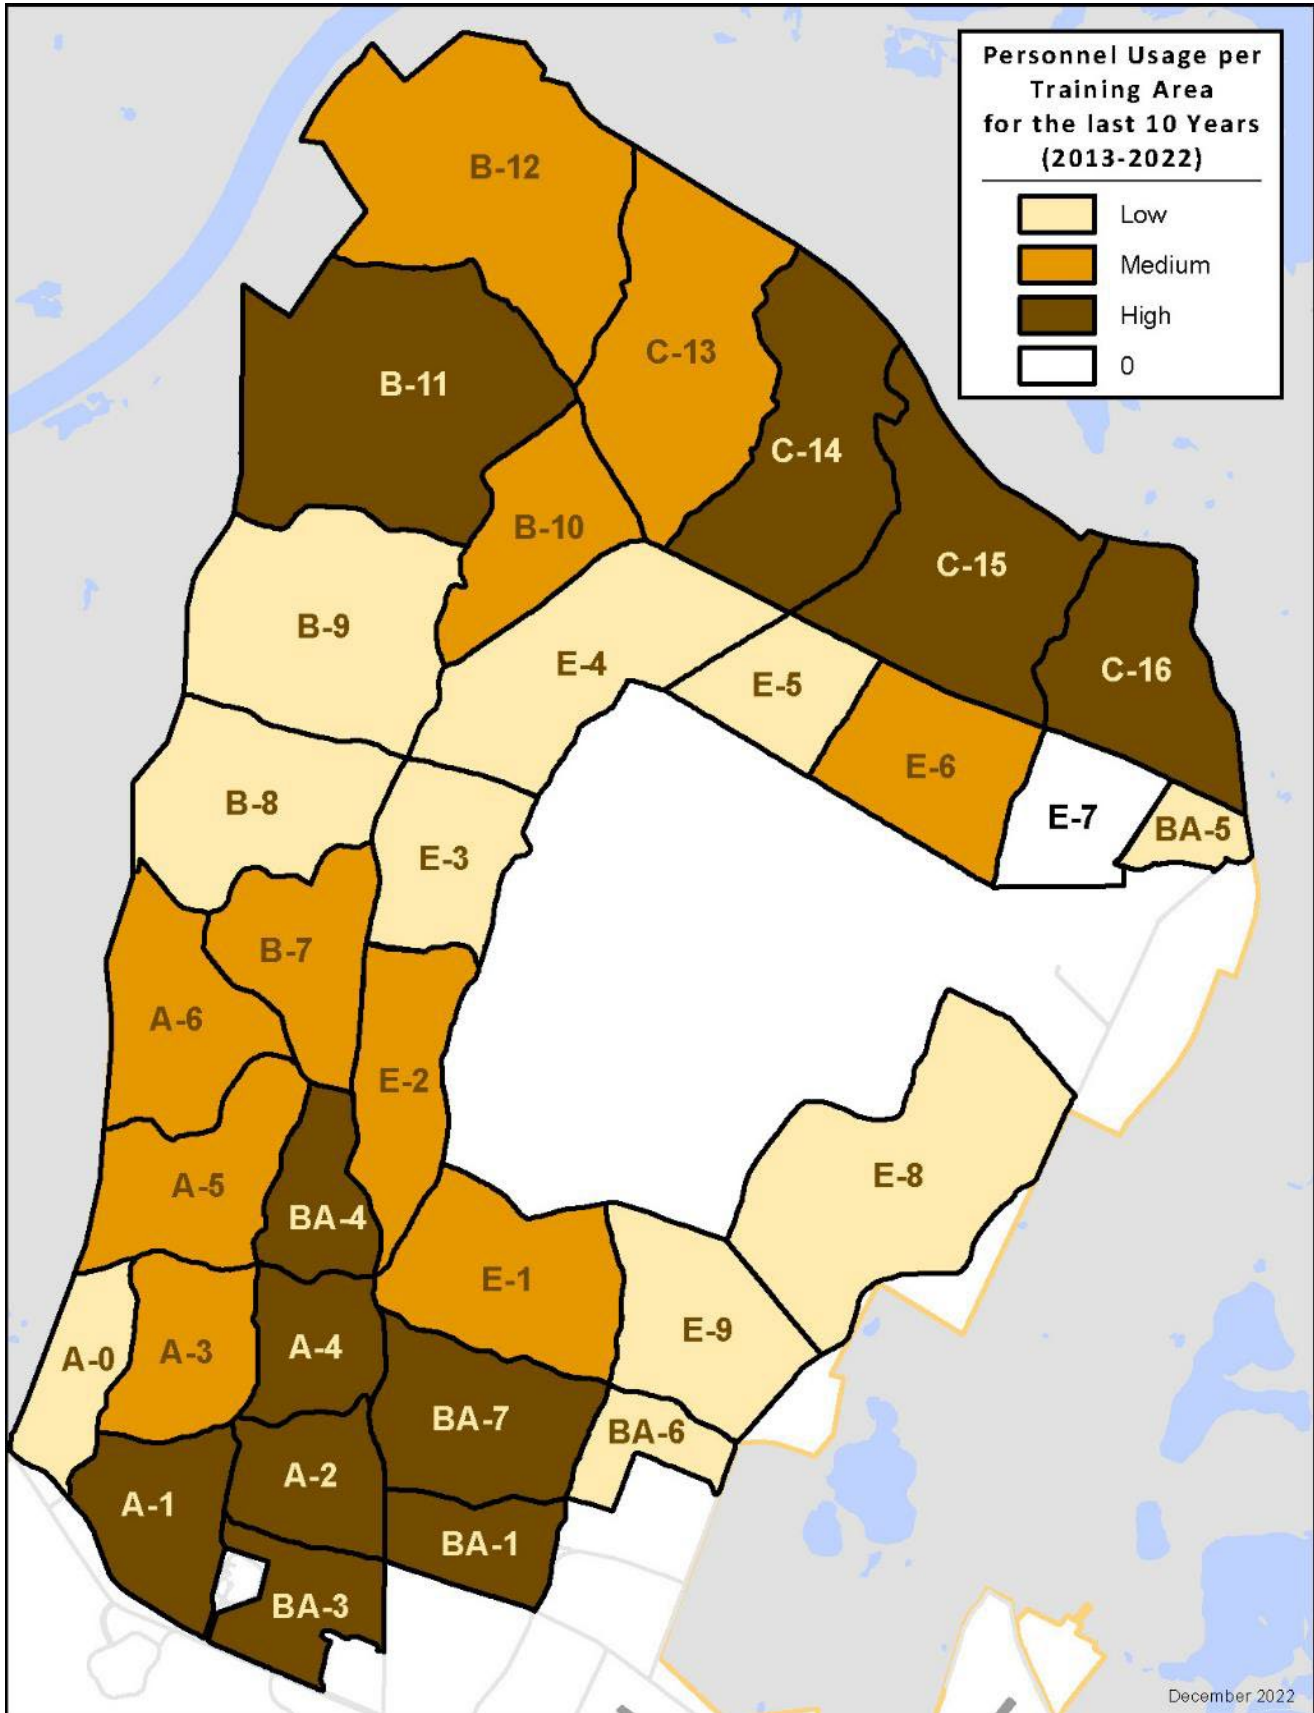 Personnel Usage per
Training Area
for the last 10 Years
(2013-2022)
Low
Medium
High
0
B-12
C-13
B-11
C-14
B-10
C-15
B-9
E-4
C-16
E-5
E-6
B-8
E-7
BA-5
E-3
B-7
A-6
E-2
E-8
A-5
BA-4
E-1
E-9
A-4
A-3
A-0
BA-7
BA-6
A-2
A-1
BA-1
BA-3
December 2022